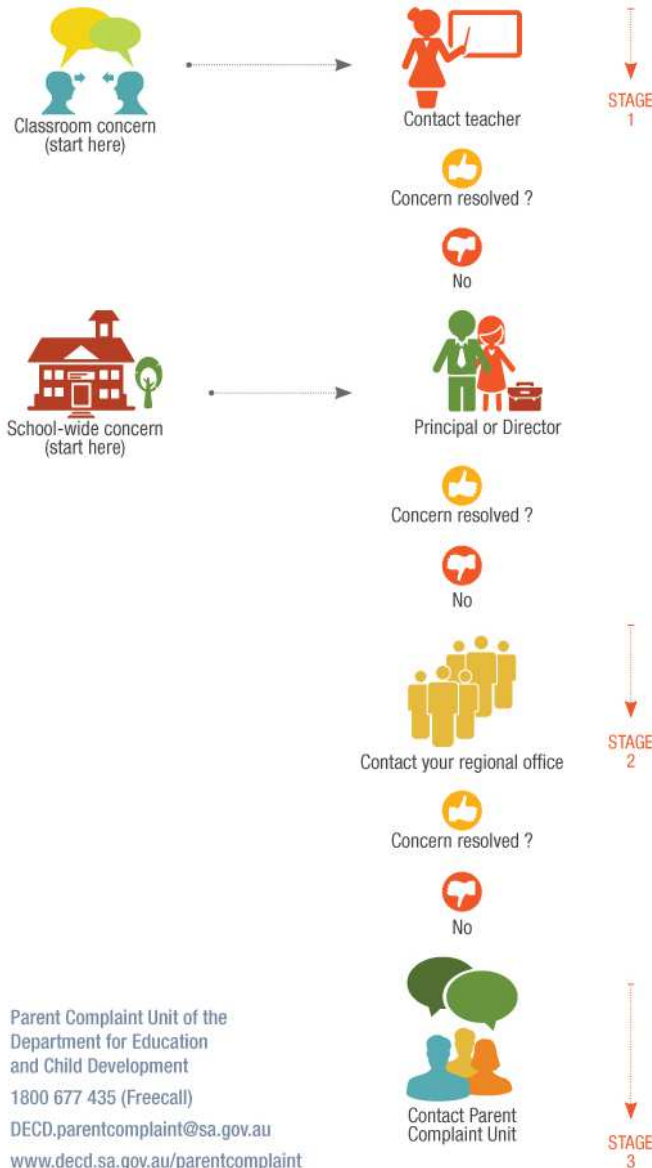 Classroom concern
(start here)
Contact teacher
STAGE
1
Concern resolved ?
No
School-wide concern
(start here)
Principal or Director
Concern resolved ?
No
Contact your regional office
STAGE
2
Concern resolved ?
No
Contact Parent
Complaint Unit
STAGE
3
Parent Complaint Unit of the
Department for Education
and Child Development
1800 677 435 (Freecall)
DECD.parentcomplaint@sa.gov.au
www.decd.sa.gov.au/parentcomplaint